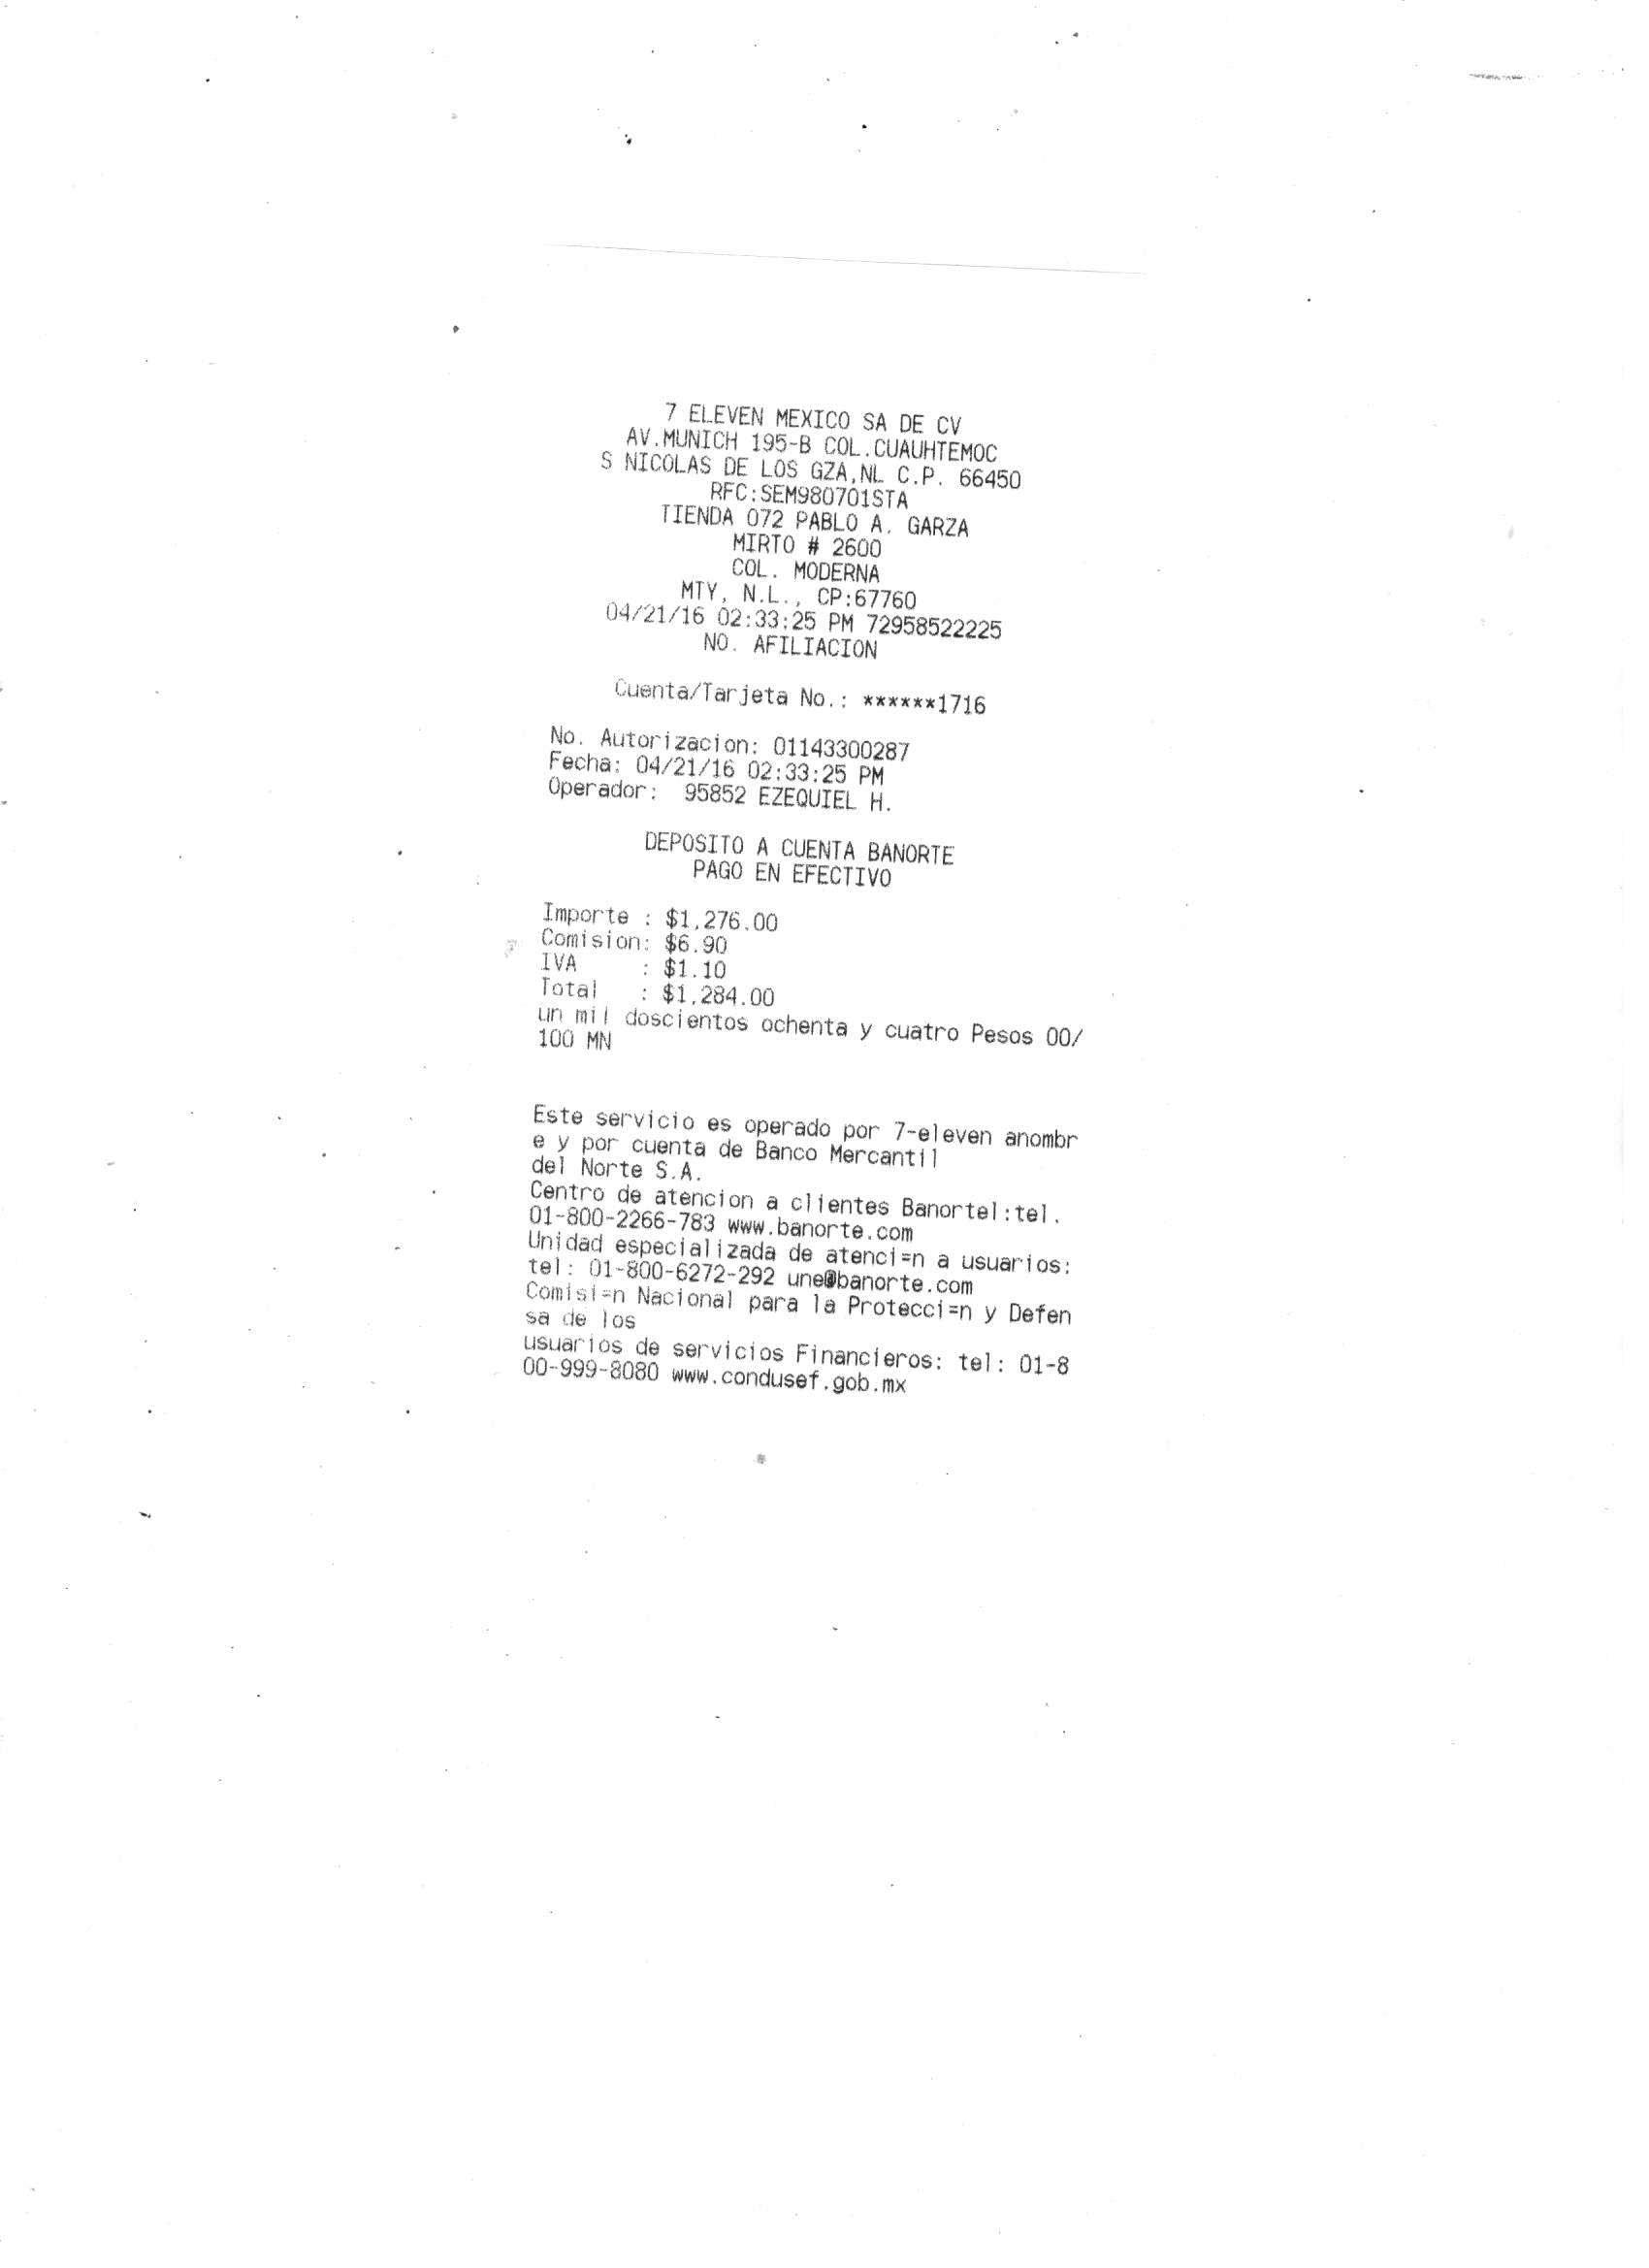 7 ELEVEN MEXICO SA DE CV
AV.MUNICH 195-B COL.CUAUHTEMOC
S NICOLAS DE LOS GZA,NL C.P. 66450
RFC:SEM980701STA
TIENDA 072 PABLO A. GARZA
MIRTO # 2600
COL. MODERNA
MTY, N.L., CP:67760
04/21/16 02:33:25 PM 72958522225
NO. AFILIACION
Cuenta/Tarjeta No.: ******1716
No. Autorizacion: 01143300287
Fecha: 04/21/16 02:33:25 PM
Operador: 95852 EZEQUIEL H.
DEPOSITO A CUENTA BANORTE
PAGO EN EFECTIVO
Importe : $1,276.00
Comision: $6.90
IVA : $1.10
Total : $1,284.00
un mil doscientos ochenta y cuatro Pesos 00/
100 MN
Este servicio es operado por 7-eleven anombr
e y por cuenta de Banco Mercantil
del Norte S.A.
Centro de atencion a clientes Banortel:tel.
01-800-2266-783 www.banorte.com
Unidad especializada de atenci=n a usuarios:
tel: 01-800-6272-292 une@banorte.com
Comisi=n Nacional para la Protecci=n y Defen
sa de los
usuarios de servicios Financieros: tel: 01-8
00-999-8080 www.condusef.gob.mx